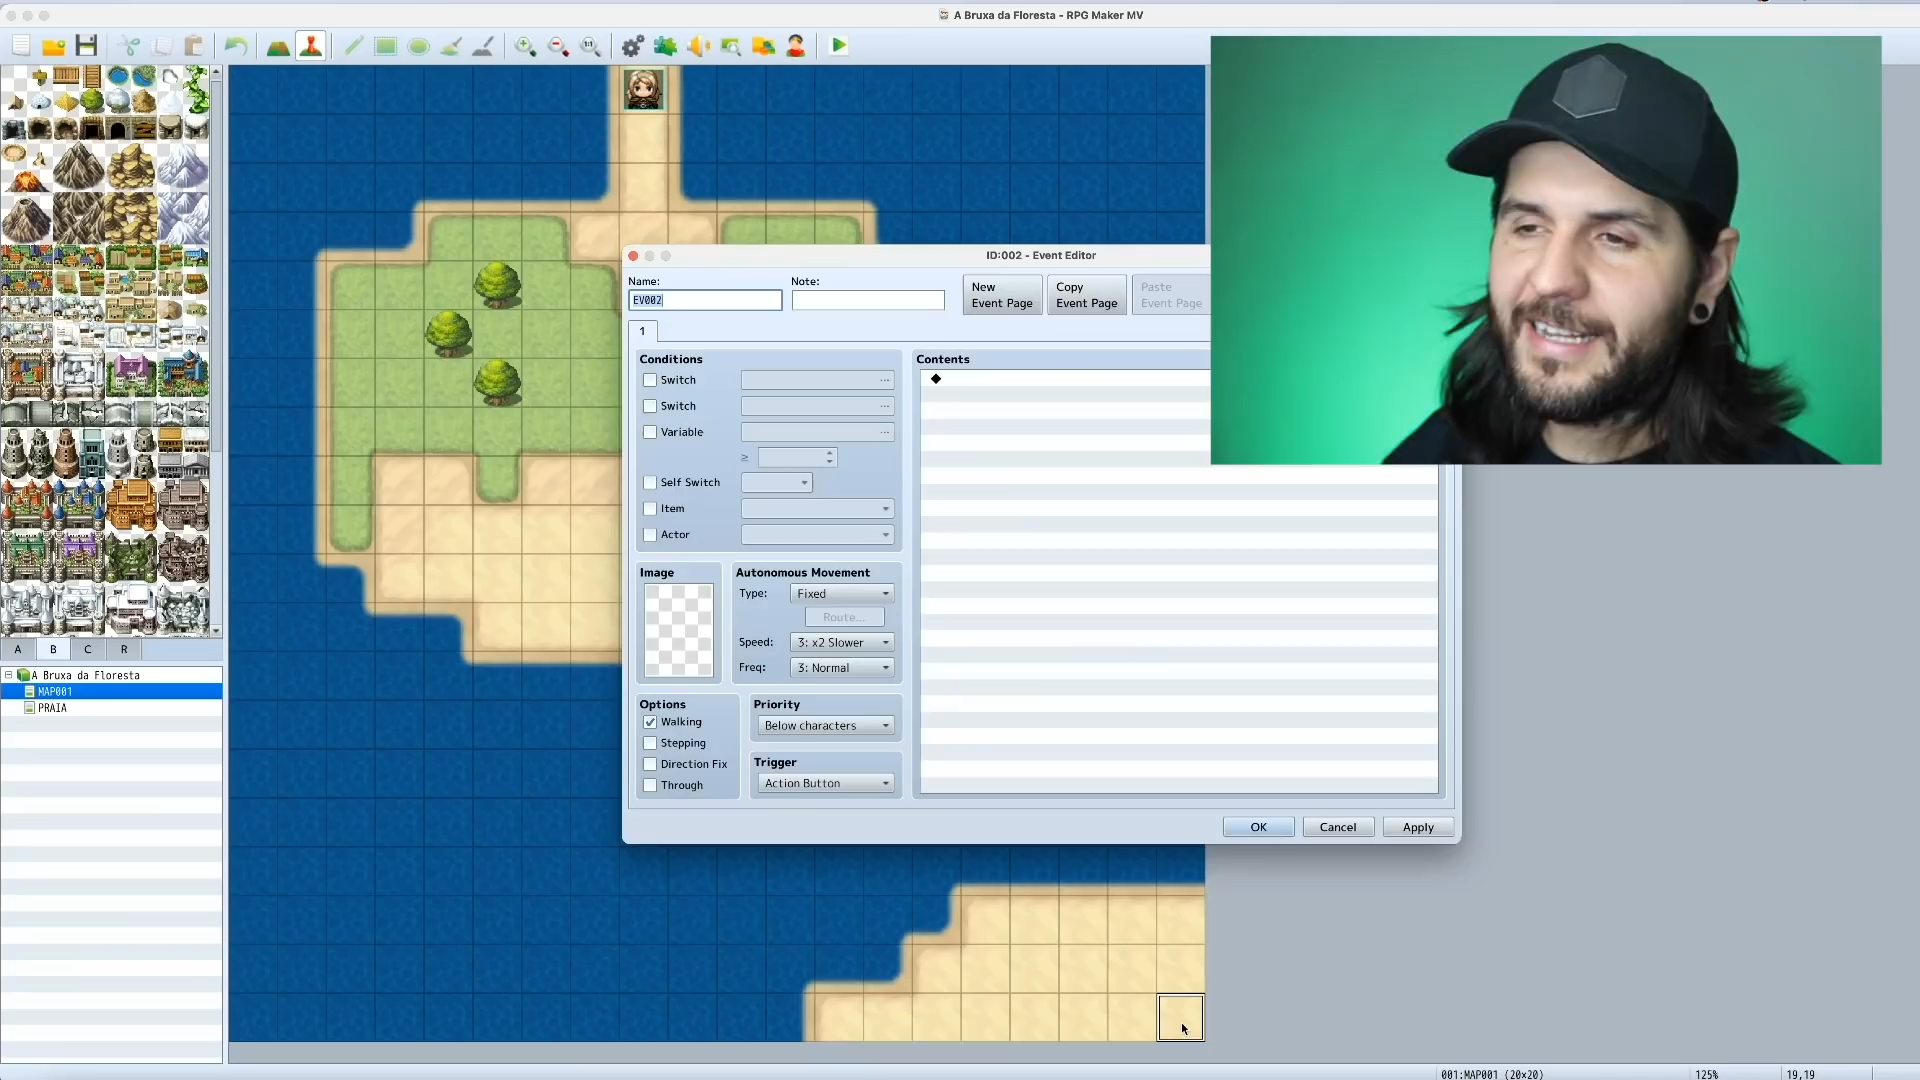 A Bruxa da Floresta - RPG Maker MV
ID:002 - Event Editor
Name:
Note:
EV002
New
Event Page
Copy
Event Page
Paste
Event Page
1
Conditions
Contents
Switch
...
◆
Switch
...
Variable
...
≥
Self Switch
Item
Actor
Image
Autonomous Movement
Type:
Fixed
Route...
Speed:
3: x2 Slower
Freq:
3: Normal
Options
Priority
Walking
Below characters
Stepping
Direction Fix
Trigger
Through
Action Button
OK
Cancel
Apply
A
B
C
R
A Bruxa da Floresta
MAP001
PRAIA
001:MAP001 (20x20)
125%
19,19